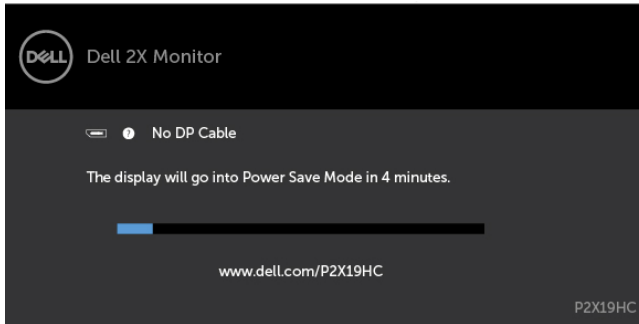 DELL
Dell 2X Monitor
? No DP Cable
The display will go into Power Save Mode in 4 minutes.
www.dell.com/P2X19HC
P2X19HC